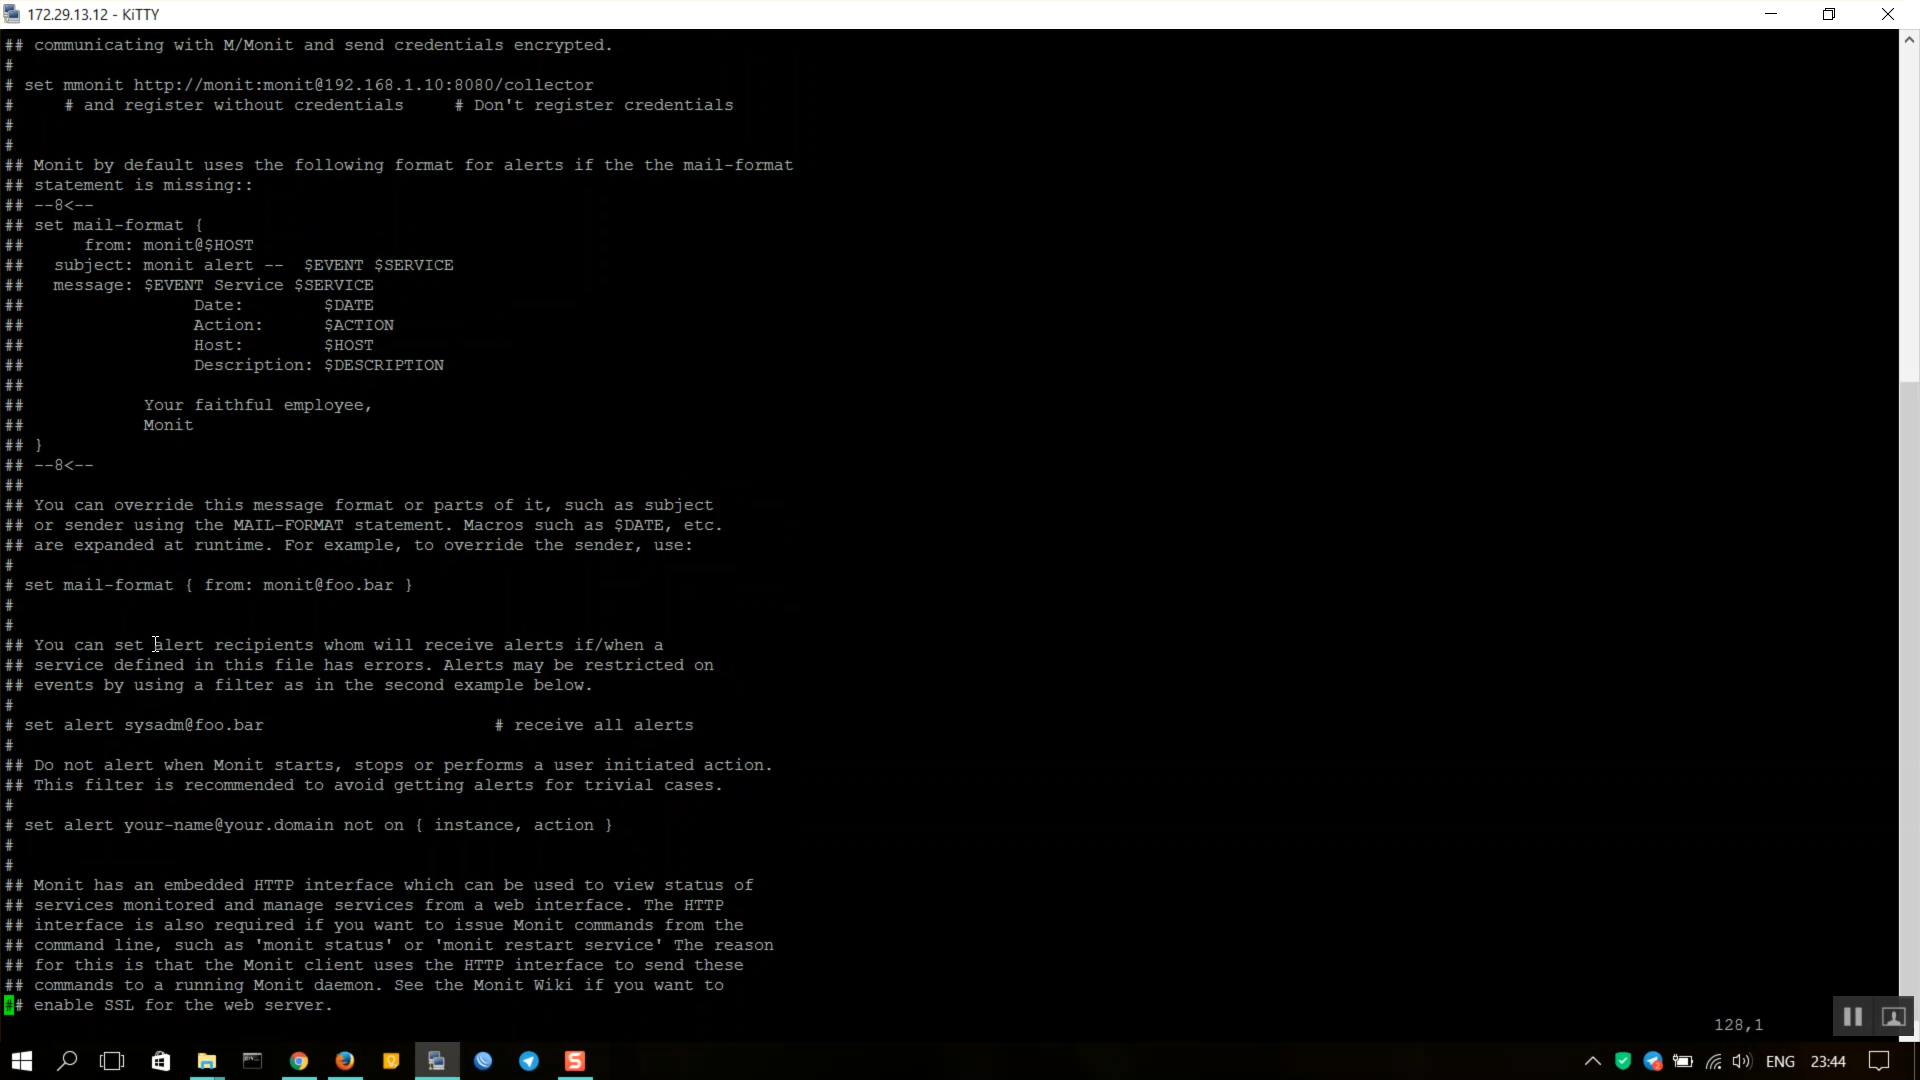 172.29.13.12 - KiTTY
## communicating with M/Monit and send credentials encrypted.
#
# set mmonit http://monit:monit@192.168.1.10:8080/collector
#    # and register without credentials     # Don't register credentials
#
#
## Monit by default uses the following format for alerts if the the mail-format
## statement is missing::
## --8<--
## set mail-format {
##      from: monit@$HOST
##   subject: monit alert --  $EVENT $SERVICE
##   message: $EVENT Service $SERVICE
##                 Date:        $DATE
##                 Action:      $ACTION
##                 Host:        $HOST
##                 Description: $DESCRIPTION
##
##            Your faithful employee,
##            Monit
## }
## --8<--
##
## You can override this message format or parts of it, such as subject
## or sender using the MAIL-FORMAT statement. Macros such as $DATE, etc.
## are expanded at runtime. For example, to override the sender, use:
#
# set mail-format { from: monit@foo.bar }
#
#
## You can set alert recipients whom will receive alerts if/when a
## service defined in this file has errors. Alerts may be restricted on
## events by using a filter as in the second example below.
#
# set alert sysadm@foo.bar                       # receive all alerts
#
## Do not alert when Monit starts, stops or performs a user initiated action.
## This filter is recommended to avoid getting alerts for trivial cases.
#
# set alert your-name@your.domain not on { instance, action }
#
#
## Monit has an embedded HTTP interface which can be used to view status of
## services monitored and manage services from a web interface. The HTTP
## interface is also required if you want to issue Monit commands from the
## command line, such as 'monit status' or 'monit restart service' The reason
## for this is that the Monit client uses the HTTP interface to send these
## commands to a running Monit daemon. See the Monit Wiki if you want to
## enable SSL for the web server.
128,1
ENG 23:44